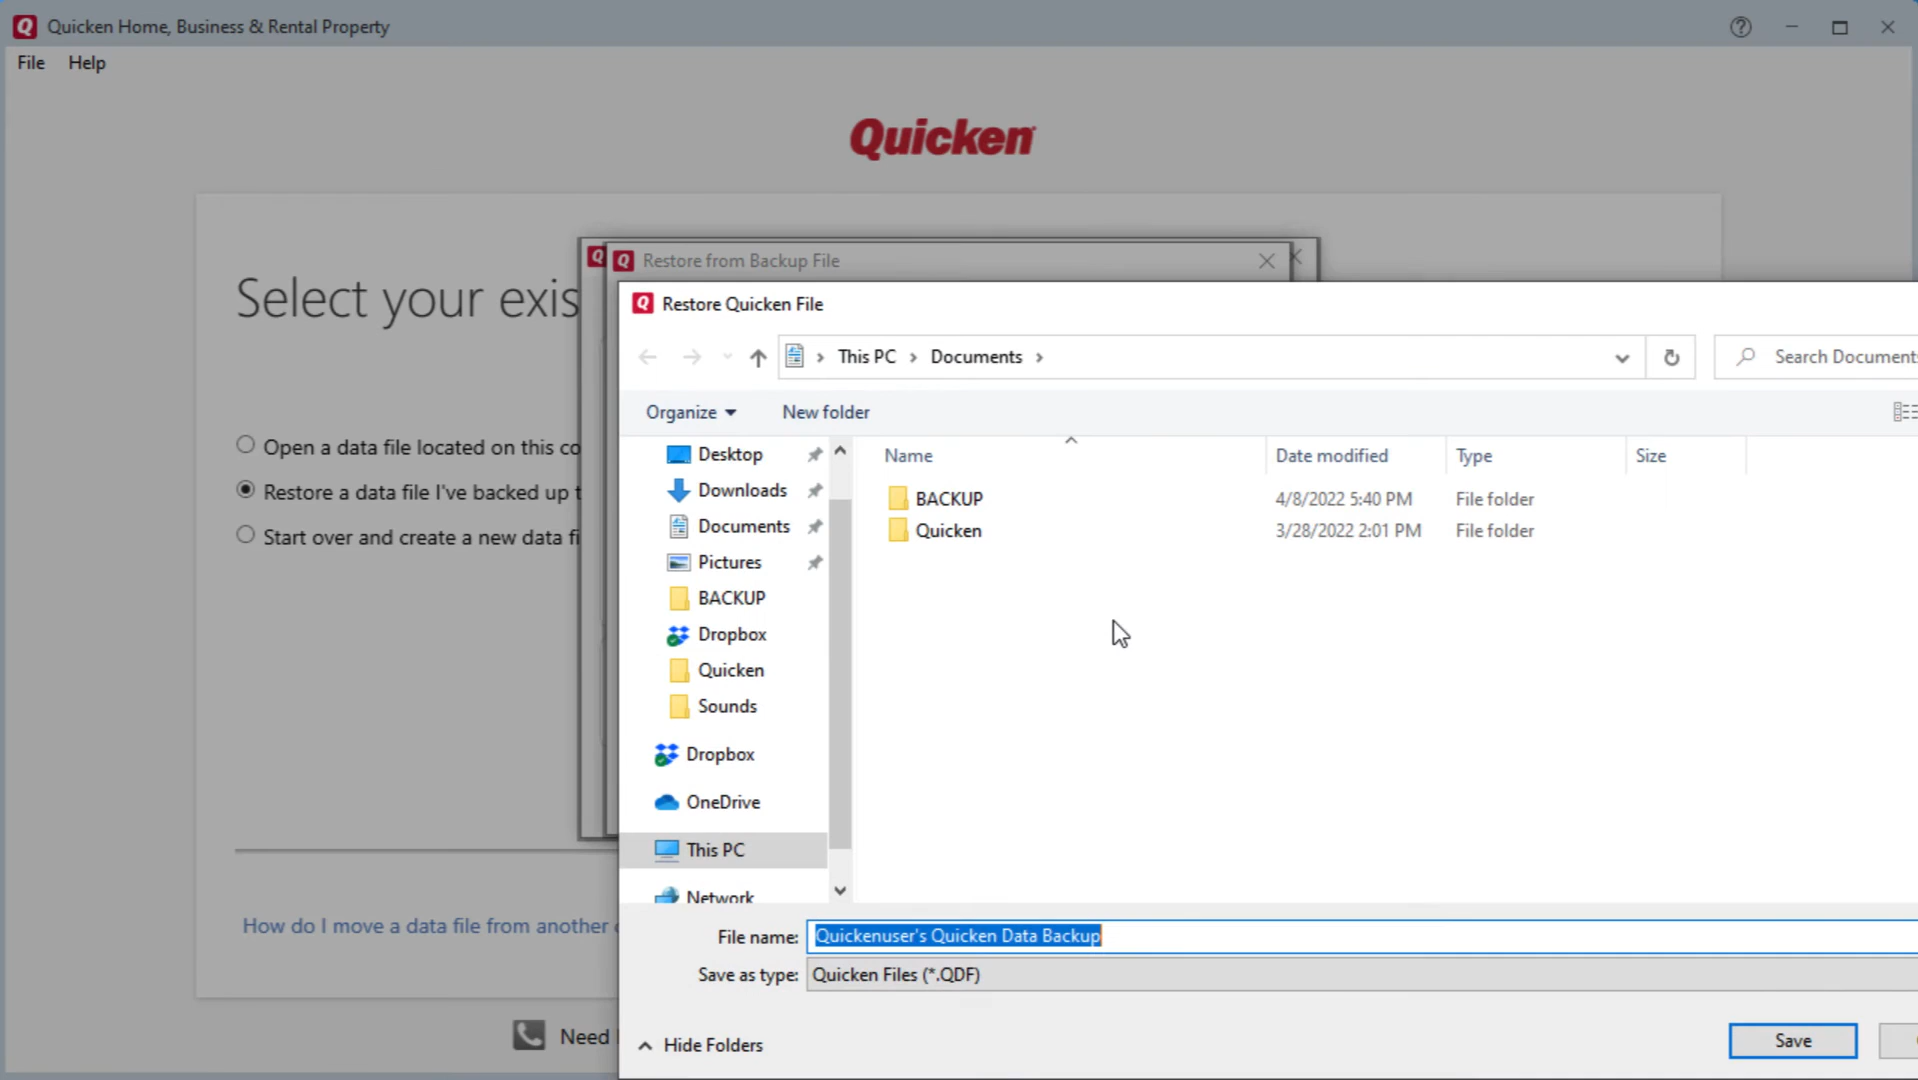 Quicken Home, Business & Rental Property
File Help
Quicken
Select your exis
Open a data file located on this co
Restore a data file I've backed up t
Start over and create a new data fi
How do I move a data file from another
Need
Restore from Backup File
Restore Quicken File
This PC > Documents >
Search Document
Organize New folder
Name Date modified Type Size
BACKUP 4/8/2022 5:40 PM File folder
Quicken 3/28/2022 2:01 PM File folder
Desktop
Downloads
Documents
Pictures
BACKUP
Dropbox
Quicken
Sounds
Dropbox
OneDrive
This PC
Network
File name: Quickenuser's Quicken Data Backup
Save as type: Quicken Files (*.QDF)
Hide Folders
Save